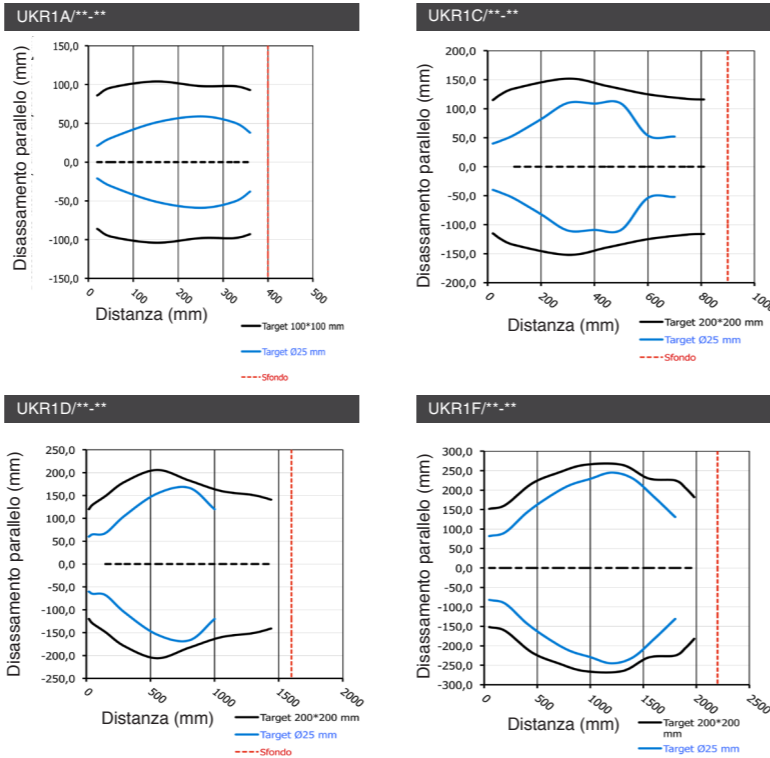 UKR1A/**-**
150,0
100,0
50,0
0,0
-50,0
-100,0
-150,0
Disassamento parallelo (mm)
0
100
200
300
400
500
Distanza (mm)
Target 100*100 mm
Target Ø25 mm
Sfondo
UKR1C/**-**
200,0
150,0
100,0
50,0
0,0
-50,0
-100,0
-150,0
-200,0
Disassamento parallelo (mm)
0
200
400
600
800
1000
Distanza (mm)
Target 200*200 mm
Target Ø25 mm
Sfondo
UKR1D/**-**
250,0
200,0
150,0
100,0
50,0
0,0
-50,0
-100,0
-150,0
-200,0
-250,0
Disassamento parallelo (mm)
0
500
1000
1500
2000
Distanza (mm)
Target 200*200 mm
Target Ø25 mm
Sfondo
UKR1F/**-**
300,0
250,0
200,0
150,0
100,0
50,0
0,0
-50,0
-100,0
-150,0
-200,0
-250,0
-300,0
Disassamento parallelo (mm)
0
500
1000
1500
2000
2500
Distanza (mm)
Target 200*200
mm
Target Ø25 mm